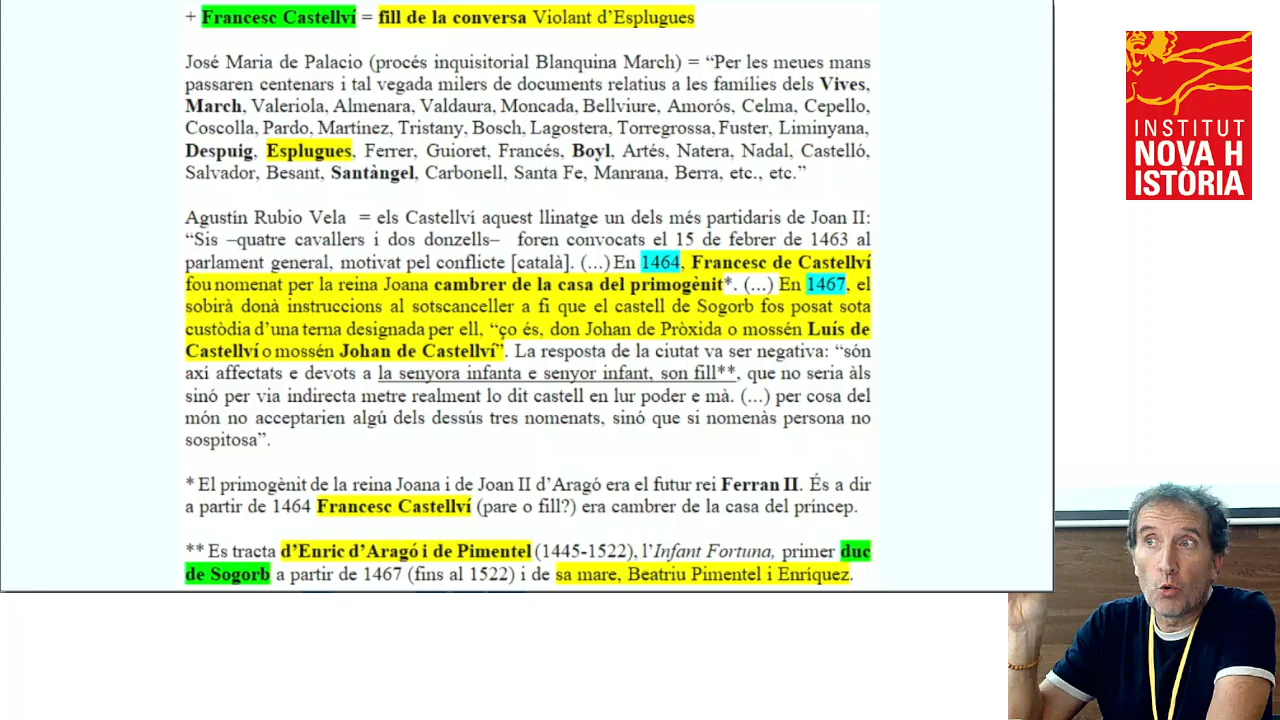 + Francesc Castellví = fill de la conversa Violant d’Esplugues
José Maria de Palacio (procés inquisitorial Blanquina March) = “Per les meues mans
passaren centenars i tal vegada milers de documents relatius a les famílies dels Vives,
March, Valeriola, Almenara, Valdaura, Moncada, Bellviure, Amorós, Celma, Cepello,
Coscolla, Pardo, Martínez, Tristany, Bosch, Lagostera, Torregrossa, Fuster, Liminyana,
Despuig, Esplugues, Ferrer, Guioret, Francés, Boyl, Artés, Natera, Nadal, Castelló,
Salvador, Besant, Santàngel, Carbonell, Santa Fe, Manrana, Berra, etc., etc.”
Agustín Rubio Vela = els Castellví aquest llinatge un dels més partidaris de Joan II:
“Sis –quatre cavallers i dos donzells– foren convocats el 15 de febrer de 1463 al
parlament general, motivat pel conflicte [català]. (...) En 1464, Francesc de Castellví
fou nomenat per la reina Joana cambrer de la casa del primogènit*. (...) En 1467, el
sobirà donà instruccions al sotscanceller a fi que el castell de Sogorb fos posat sota
custòdia d’una terna designada per ell, “ço és, don Johan de Pròxida o mossén Luís de
Castellví o mossén Johan de Castellví”. La resposta de la ciutat va ser negativa: “són
axí affectats e devots a la senyora infanta e senyor infant, son fill**, que no seria àls
sinó per via indirecta metre realment lo dit castell en lur poder e mà. (...) per cosa del
món no acceptarien algú dels dessús tres nomenats, sinó que si nomenàs persona no
sospitosa”.
* El primogènit de la reina Joana i de Joan II d’Aragó era el futur rei Ferran II. És a dir
a partir de 1464 Francesc Castellví (pare o fill?) era cambrer de la casa del príncep.
** Es tracta d’Enric d’Aragó i de Pimentel (1445-1522), l’Infant Fortuna, primer duc
de Sogorb a partir de 1467 (fins al 1522) i de sa mare, Beatriu Pimentel i Enríquez.
INSTITUT
NOVA H
ISTÒRIA